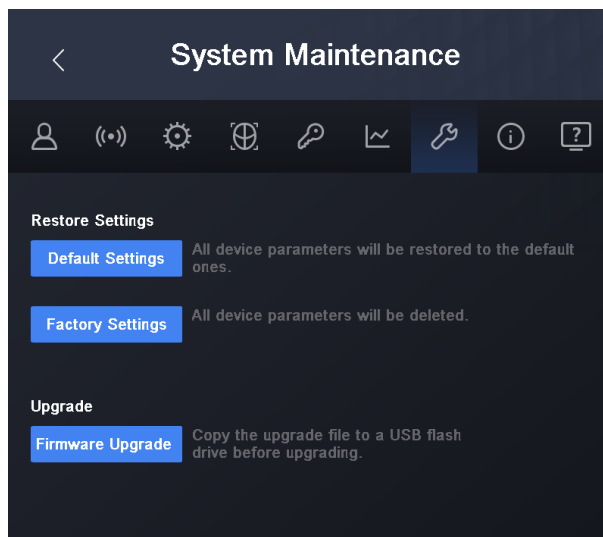 System Maintenance
Restore Settings
Default Settings
All device parameters will be restored to the default
ones.
Factory Settings
All device parameters will be deleted.
Upgrade
Firmware Upgrade
Copy the upgrade file to a USB flash
drive before upgrading.